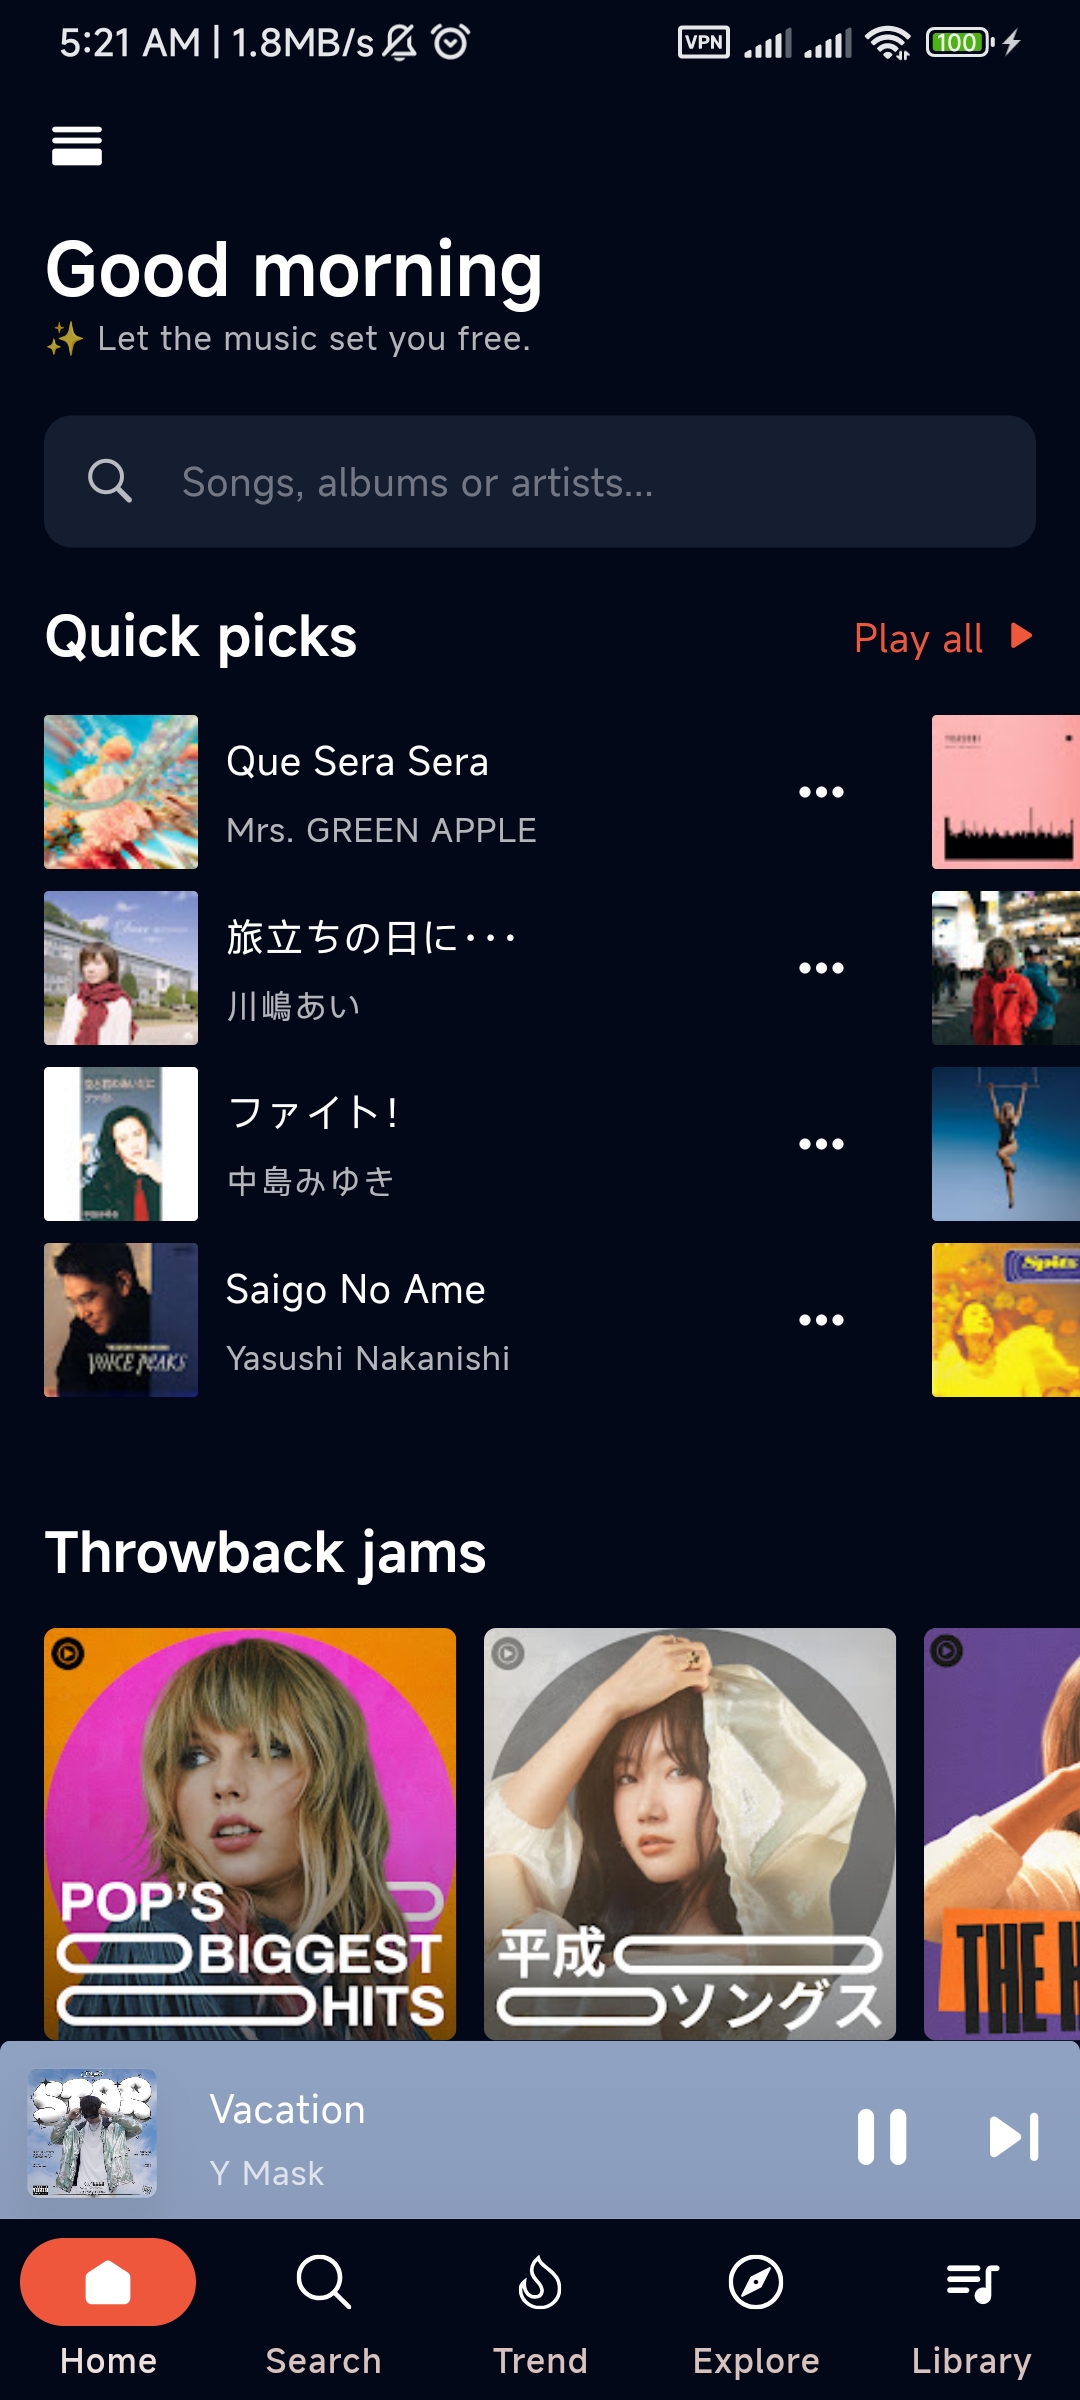 5:21 AM | 1.8MB/s
VPN
100
Good morning
✨ Let the music set you free.
Songs, albums or artists...
Quick picks
Play all
Que Sera Sera
Mrs. GREEN APPLE
旅立ちの日に･･･
川嶋あい
ファイト!
中島みゆき
VOICE PEAKS
Saigo No Ame
Yasushi Nakanishi
Spitz
Throwback jams
POP'S
BIGGEST
HITS
平成
ソングス
THE H
STAR
Vacation
Y Mask
Home
Search
Trend
Explore
Library